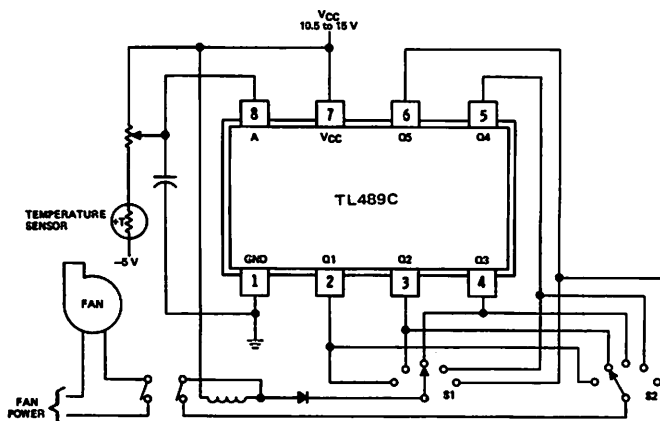 VCC
10.5 to 15 V
8
7
6
5
A
VCC
Q5
Q4
TL489C
TEMPERATURE
SENSOR
+T
–5 V
GND
Q1
Q2
Q3
1
2
3
4
FAN
S1
S2
FAN
POWER